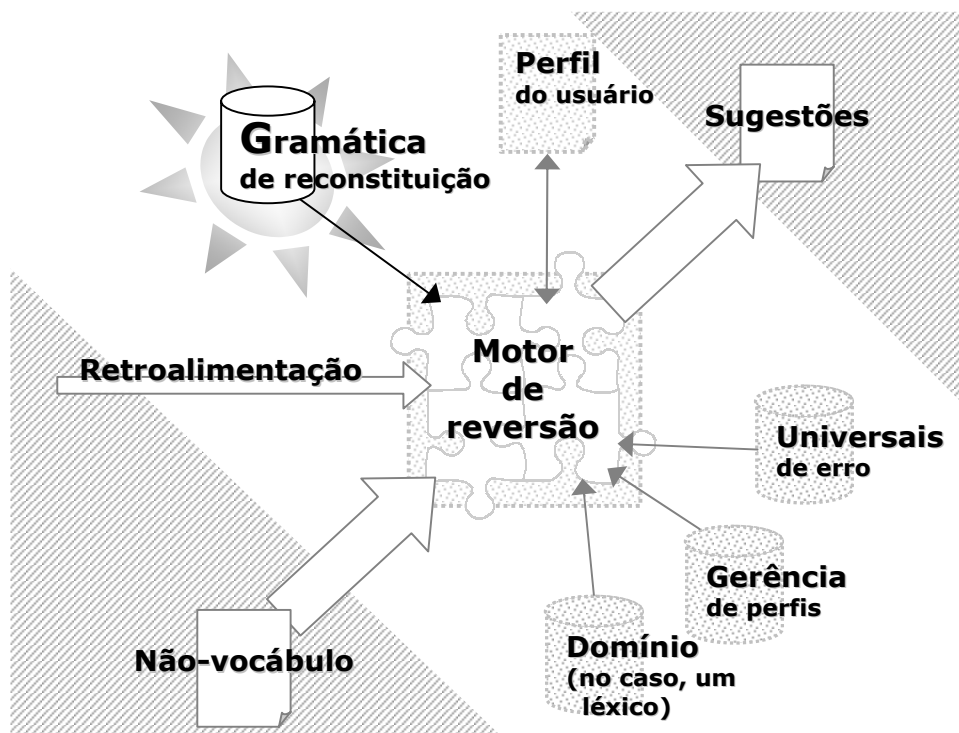 Perfil
do usuário
Sugestões
Gramática
de reconstituição
Motor
de
reversão
Retroalimentação
Universais
de erro
Gerência
de perfis
Domínio
(no caso, um
léxico)
Não-vocábulo